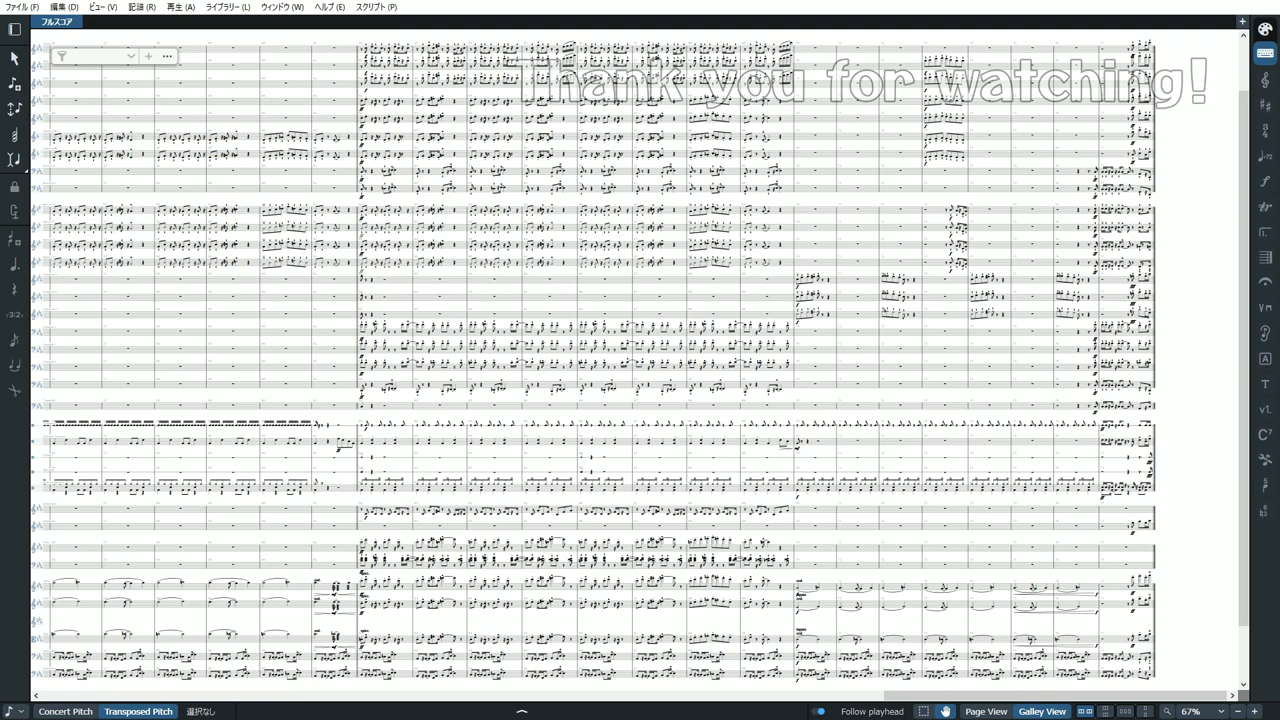 ファイル (F) 編集 (D) ビュー (V) 記譜 (R) 再生 (A) ライブラリー (L) ウィンドウ (W) ヘルプ (E) スクリプト (P)
フルスコア
Thank you for watching!
Concert Pitch Transposed Pitch 選択なし Follow playhead Page View Galley View 67%